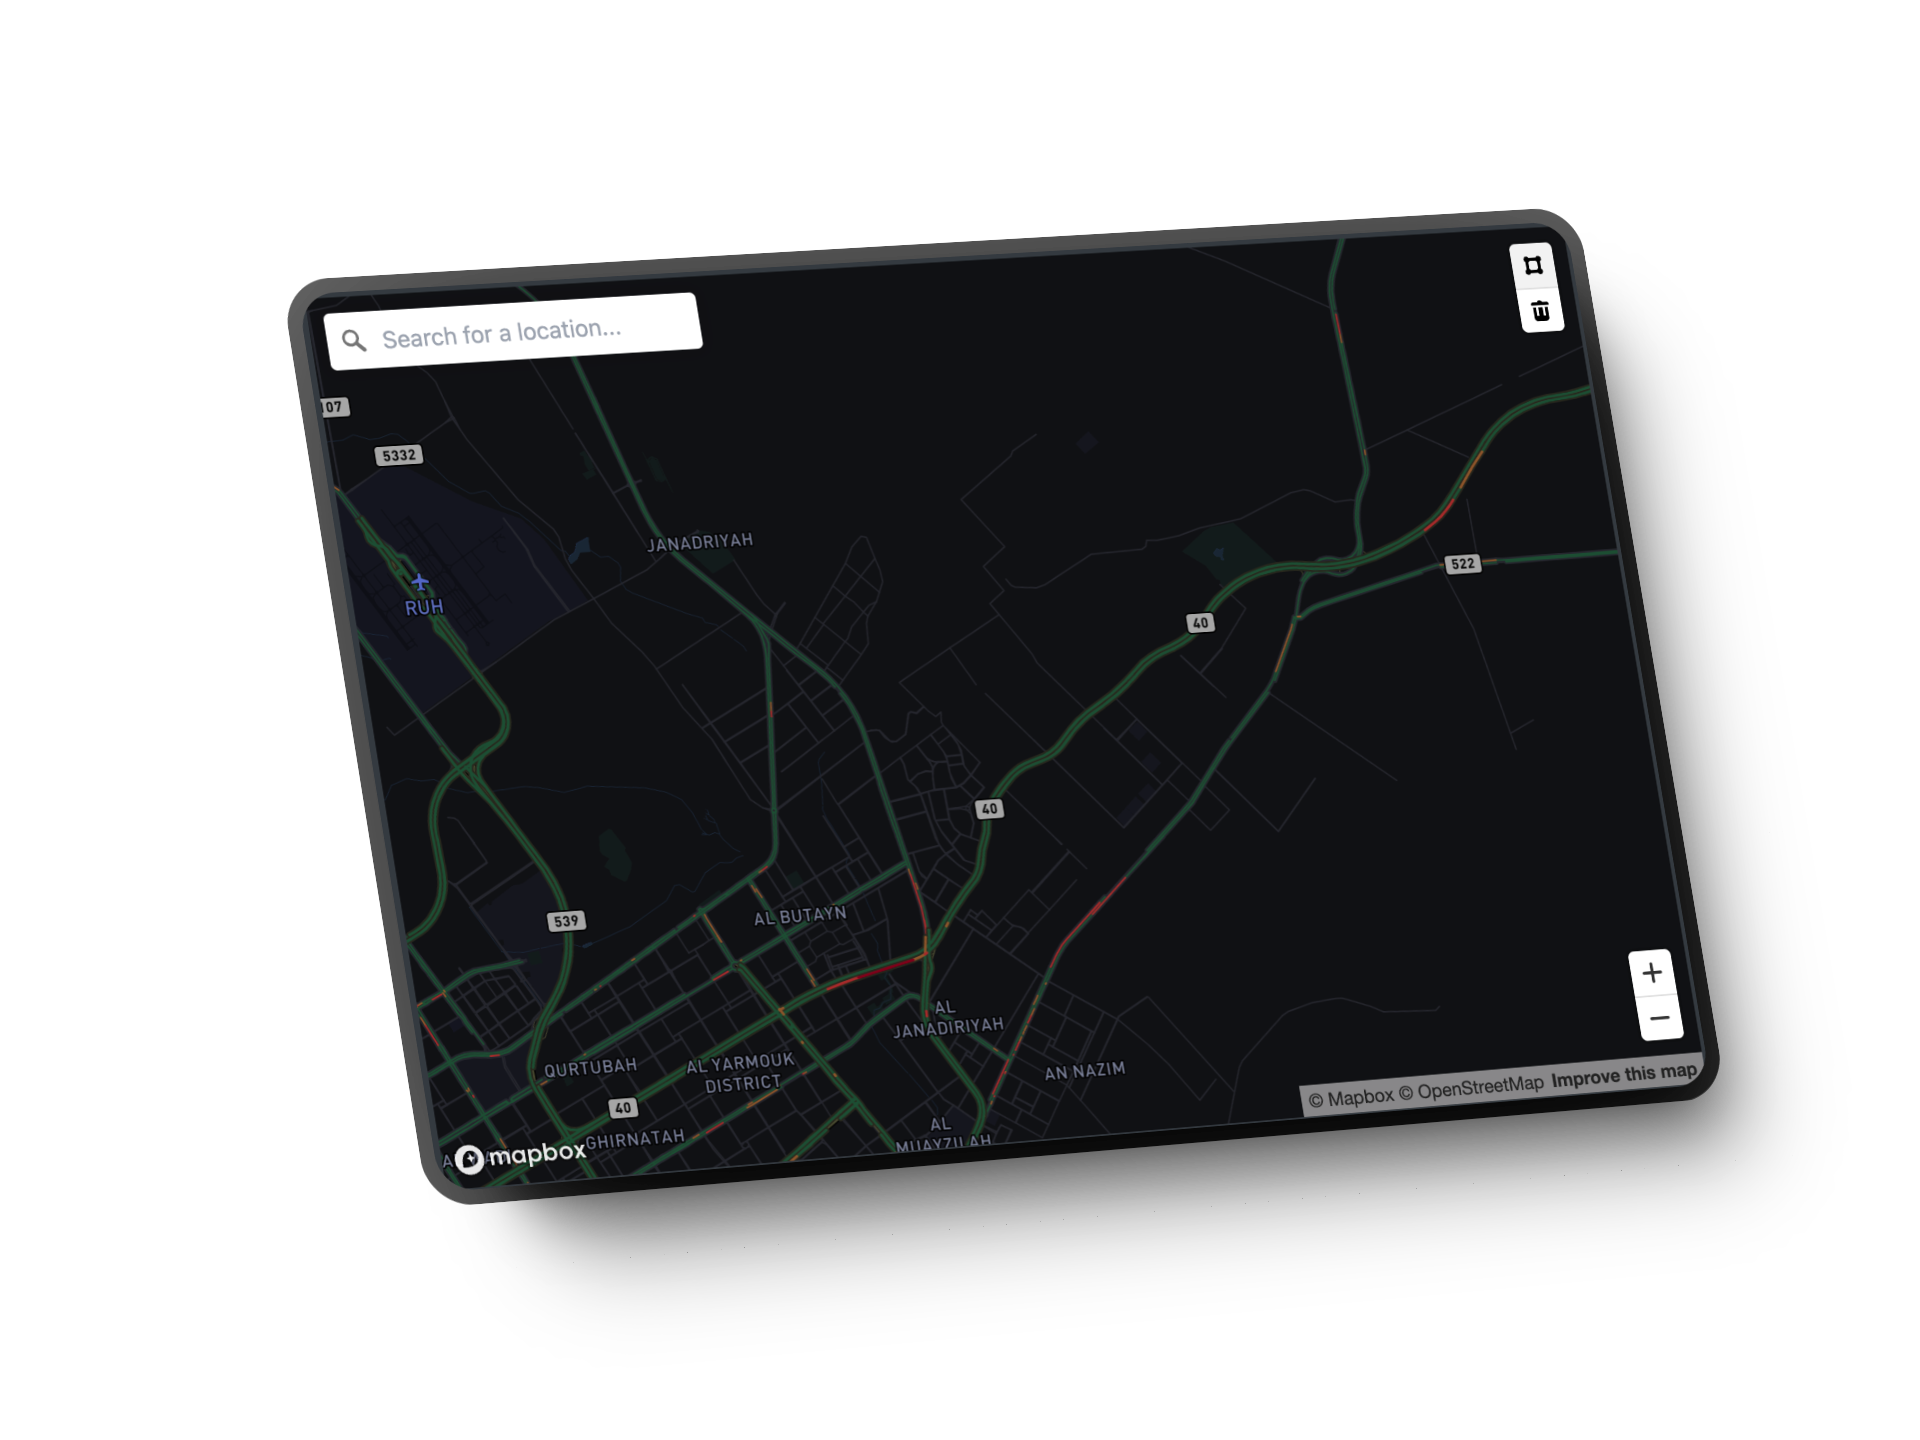 Search for a location...
07
5332
JANADRIYAH
522
RUH
40
40
539
AL BUTAYN
AL
JANADIRIYAH
QURTUBAH
AL YARMOUK
DISTRICT
AN NAZIM
40
GHIRNATAH
AL
MUAYZILAH
mapbox
© Mapbox © OpenStreetMap Improve this map